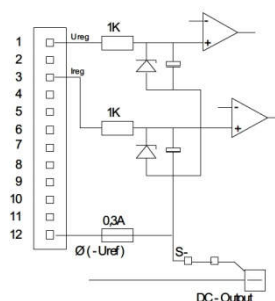 1
Ureg
1K
-
+
2
3
Ireg
4
1K
-
+
5
6
7
8
9
10
11
12
0,3A
Ø (-Uref)
S-
DC - Output